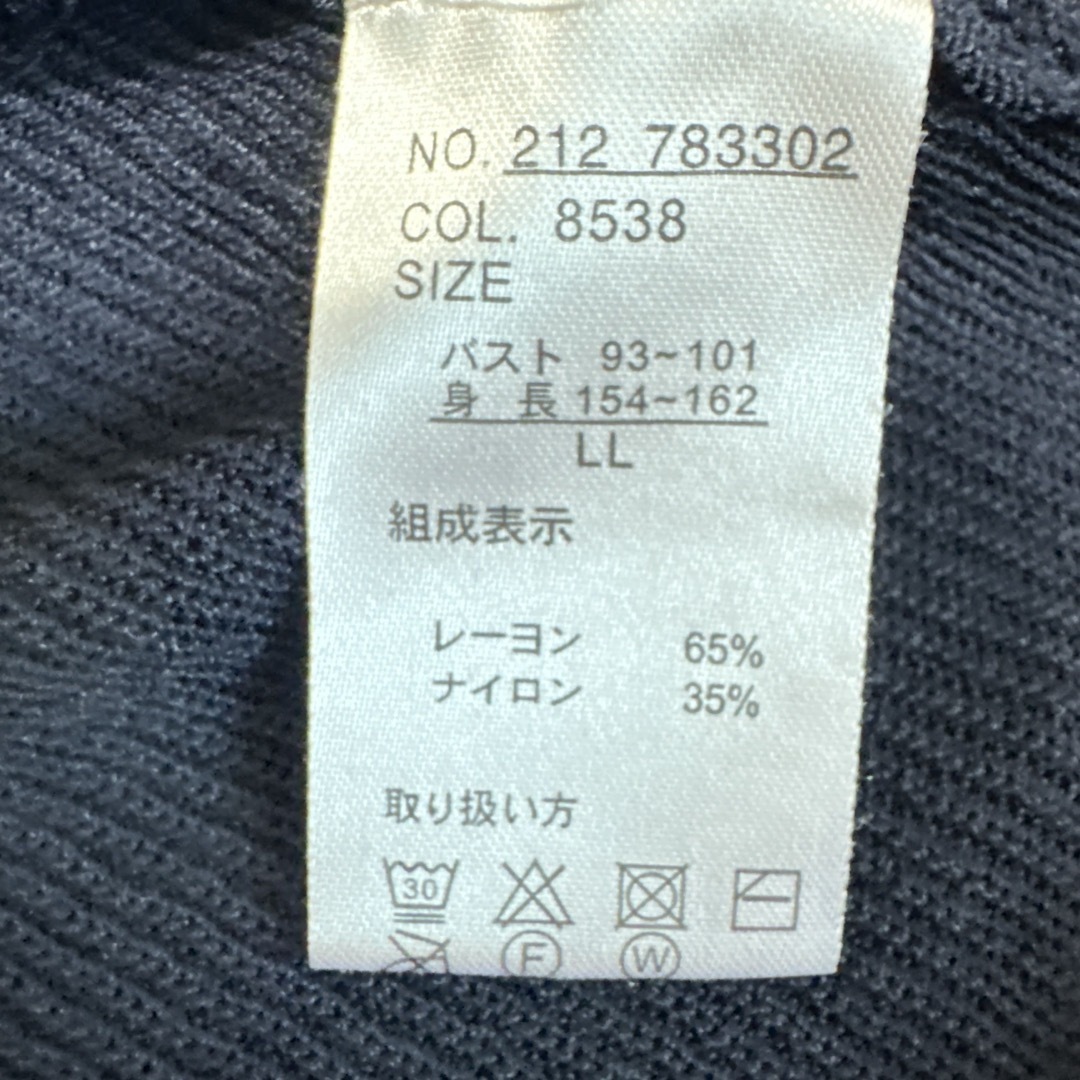 NO. 212 783302
COL. 8538
SIZE
バスト 93~101
身 長 154~162
LL
組成表示
レーヨン 65%
ナイロン 35%
取り扱い方
30
F W